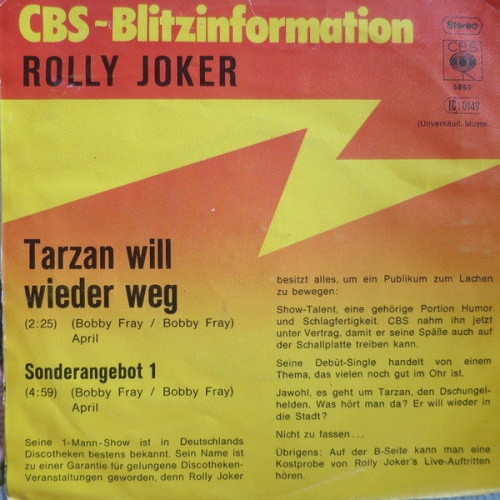 CBS-Blitzinformation
ROLLY JOKER
Stereo
CBS
5860
LC 0149
(Unverkäufl. Muster
Tarzan will
wieder weg
(2:25) (Bobby Fray / Bobby Fray)
April
Sonderangebot 1
(4:59) (Bobby Fray / Bobby Fray)
April
Seine 1-Mann-Show ist in Deutschlands
Discotheken bestens bekannt. Sein Name ist
zu einer Garantie für gelungene Discotheken-
Veranstaltungen geworden, denn Rolly Joker
besitzt alles, um ein Publikum zum Lachen
zu bewegen:
Show-Talent, eine gehörige Portion Humor
und Schlagfertigkeit. CBS nahm ihn jetzt
unter Vertrag, damit er seine Späße auch auf
der Schallplatte treiben kann.
Seine Debüt-Single handelt von einem
Thema, das vielen noch gut im Ohr ist.
Jawohl, es geht um Tarzan, den Dschungel-
helden. Was hört man da? Er will wieder in
die Stadt?
Nicht zu fassen...
Übrigens: Auf der B-Seite kann man eine
Kostprobe von Rolly Joker's Live-Auftritten
hören.